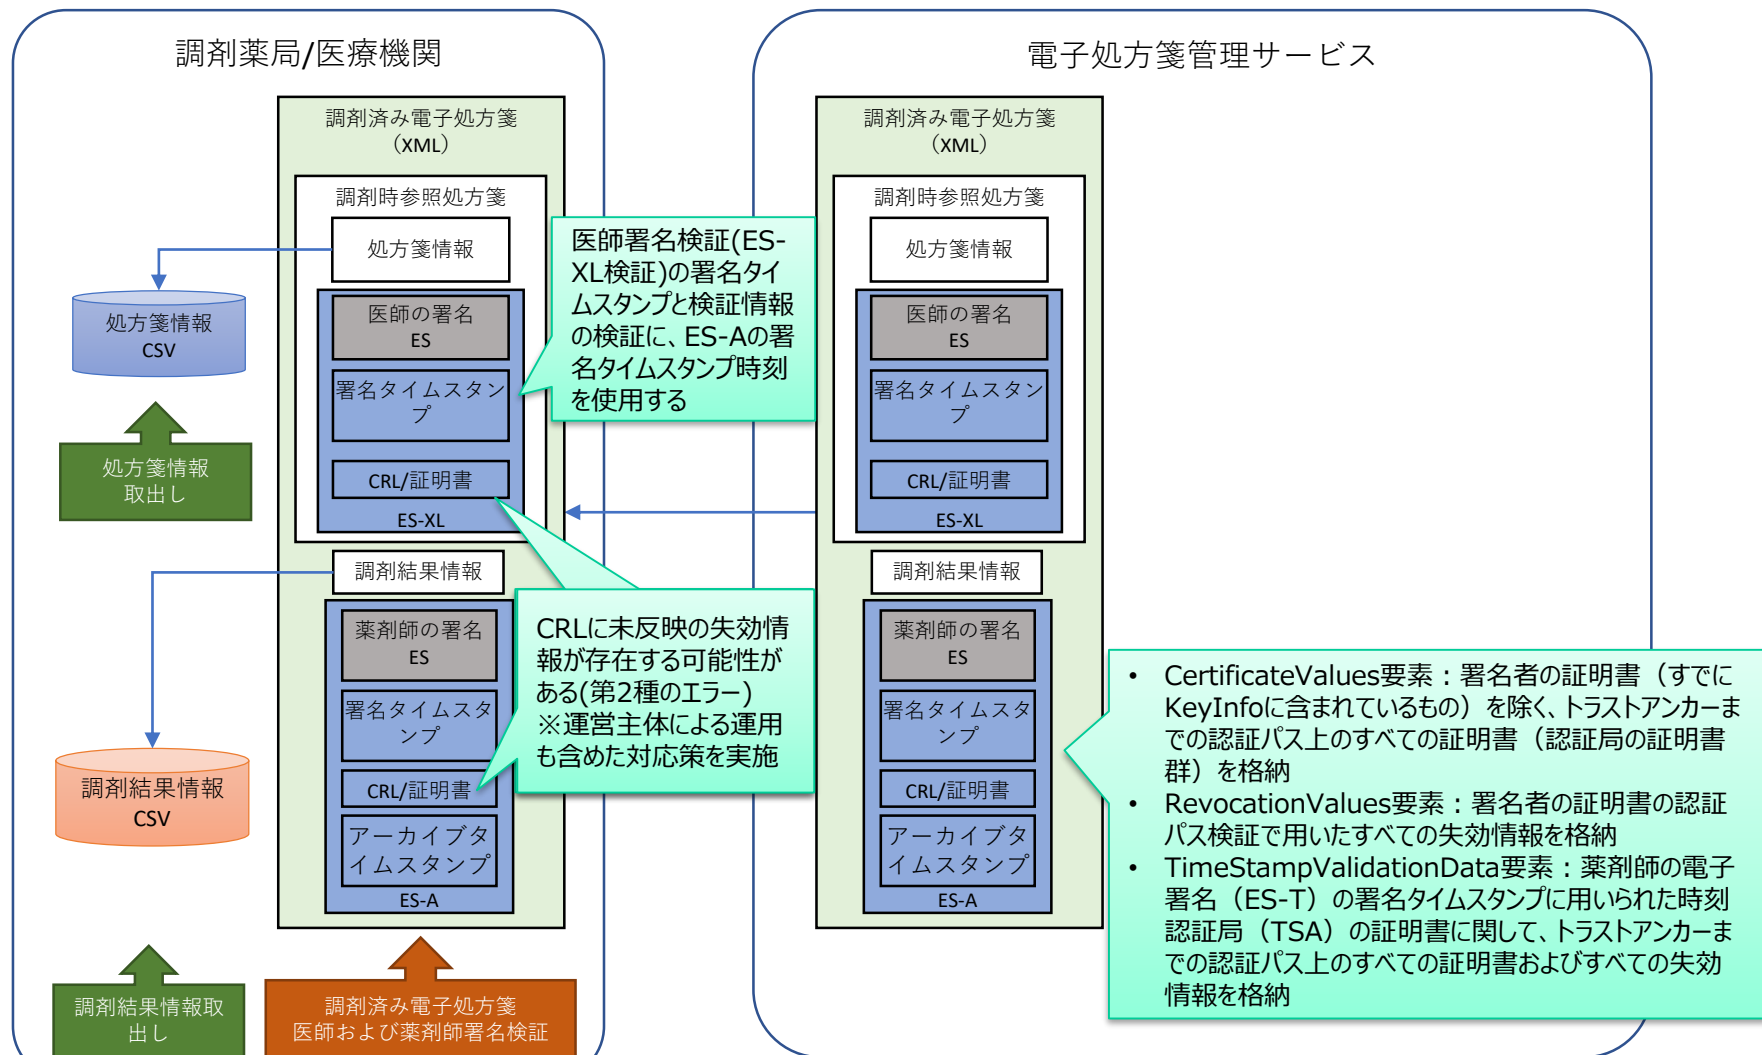 調剤薬局/医療機関
調剤済み電子処方箋
（XML）
調剤時参照処方箋
処方箋情報
医師の署名
ES
署名タイムスタン
プ
CRL/証明書
ES-XL
調剤結果情報
薬剤師の署名
ES
署名タイムスタ
ンプ
CRL/証明書
アーカイブタ
イムスタンプ
ES-A
処方箋情報
CSV
処方箋情報
取出し
調剤結果情報
CSV
調剤結果情報取
出し
調剤済み電子処方箋
医師および薬剤師署名検証
医師署名検証(ES-
XL検証)の署名タイ
ムスタンプと検証情報
の検証に、ES-Aの署
名タイムスタンプ時刻
を使用する
CRLに未反映の失効情
報が存在する可能性が
ある(第2種のエラー)
※運営主体による運用
も含めた対応策を実施
電子処方箋管理サービス
調剤済み電子処方箋
（XML）
調剤時参照処方箋
処方箋情報
医師の署名
ES
署名タイムスタン
プ
CRL/証明書
ES-XL
調剤結果情報
薬剤師の署名
ES
署名タイムスタ
ンプ
CRL/証明書
アーカイブタ
イムスタンプ
ES-A
• CertificateValues要素：署名者の証明書（すでに
KeyInfoに含まれているもの）を除く、トラストアンカーま
での認証パス上のすべての証明書（認証局の証明書
群）を格納
• RevocationValues要素：署名者の証明書の認証
パス検証で用いたすべての失効情報を格納
• TimeStampValidationData要素：薬剤師の電子
署名（ES-T）の署名タイムスタンプに用いられた時刻
認証局（TSA）の証明書に関して、トラストアンカーま
での認証パス上のすべての証明書およびすべての失効
情報を格納